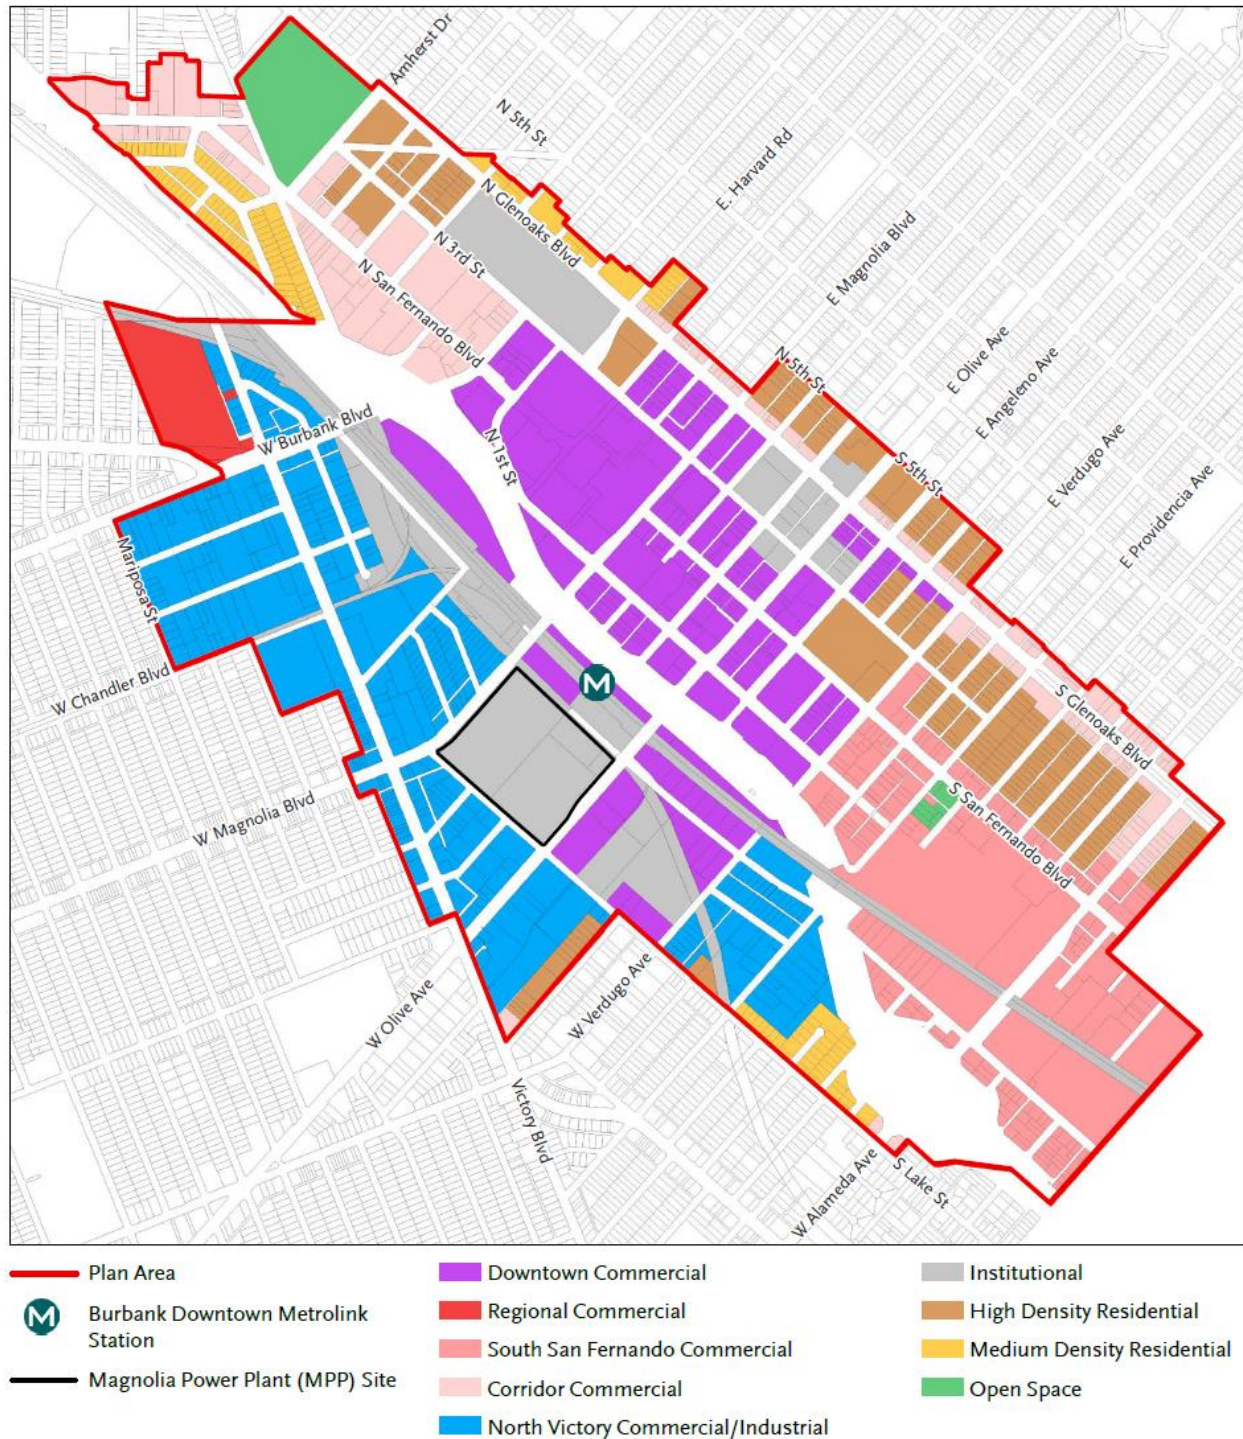 Amherst Dr
N 5th St
E. Harvard Rd
N Glenoaks Blvd
E Magnolia Blvd
N 3rd St
N San Fernando Blvd
E Olive Ave
N 5th St
E Angeleno Ave
W Burbank Blvd
N 1st St
S 5th St
E Verdugo Ave
E Providencia Ave
Mariposa St
W Chandler Blvd
M
S Glenoaks Blvd
W Magnolia Blvd
S San Fernando Blvd
W Olive Ave
W Verdugo Ave
Victory Blvd
W Alameda Ave
S Lake St
Plan Area
M
Burbank Downtown Metrolink
Station
Magnolia Power Plant (MPP) Site
Downtown Commercial
Regional Commercial
South San Fernando Commercial
Corridor Commercial
North Victory Commercial/Industrial
Institutional
High Density Residential
Medium Density Residential
Open Space